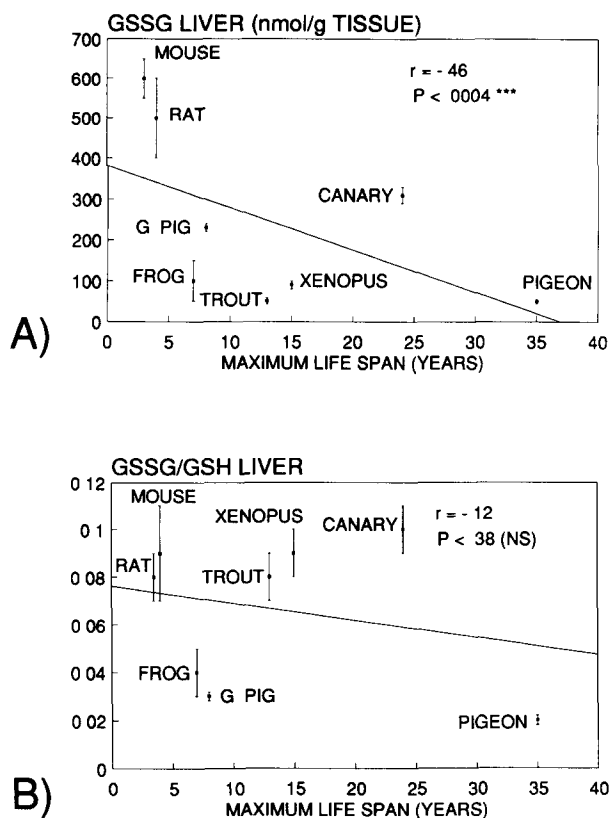 GSSG LIVER (nmol/g TISSUE)
700
600
500
400
300
200
100
0
MOUSE
RAT
r = - 46
P < 0004 ***
CANARY
G PIG
FROG
TROUT
XENOPUS
PIGEON
0 5 10 15 20 25 30 35 40
MAXIMUM LIFE SPAN (YEARS)
A)
GSSG/GSH LIVER
0 12
0 1
0 08
0 06
0 04
0 02
0
MOUSE
XENOPUS
CANARY
r = - 12
P < 38 (NS)
RAT
TROUT
FROG
G PIG
PIGEON
0 5 10 15 20 25 30 35 40
MAXIMUM LIFE SPAN (YEARS)
B)